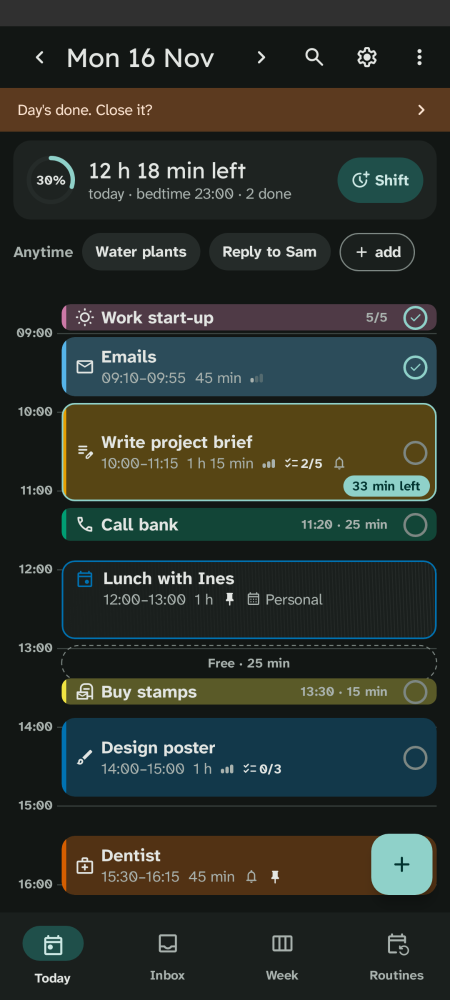 Mon 16 Nov
Day's done. Close it?
30%
12 h 18 min left
today · bedtime 23:00 · 2 done
Shift
Anytime
Water plants
Reply to Sam
+ add
Work start-up
5/5
09:00
Emails
09:10–09:55 45 min
10:00
Write project brief
10:00–11:15 1 h 15 min 2/5
33 min left
11:00
Call bank
11:20 · 25 min
12:00
Lunch with Ines
12:00–13:00 1 h Personal
13:00
Free · 25 min
Buy stamps
13:30 · 15 min
14:00
Design poster
14:00–15:00 1 h 0/3
15:00
Dentist
15:30–16:15 45 min
16:00
Today
Inbox
Week
Routines